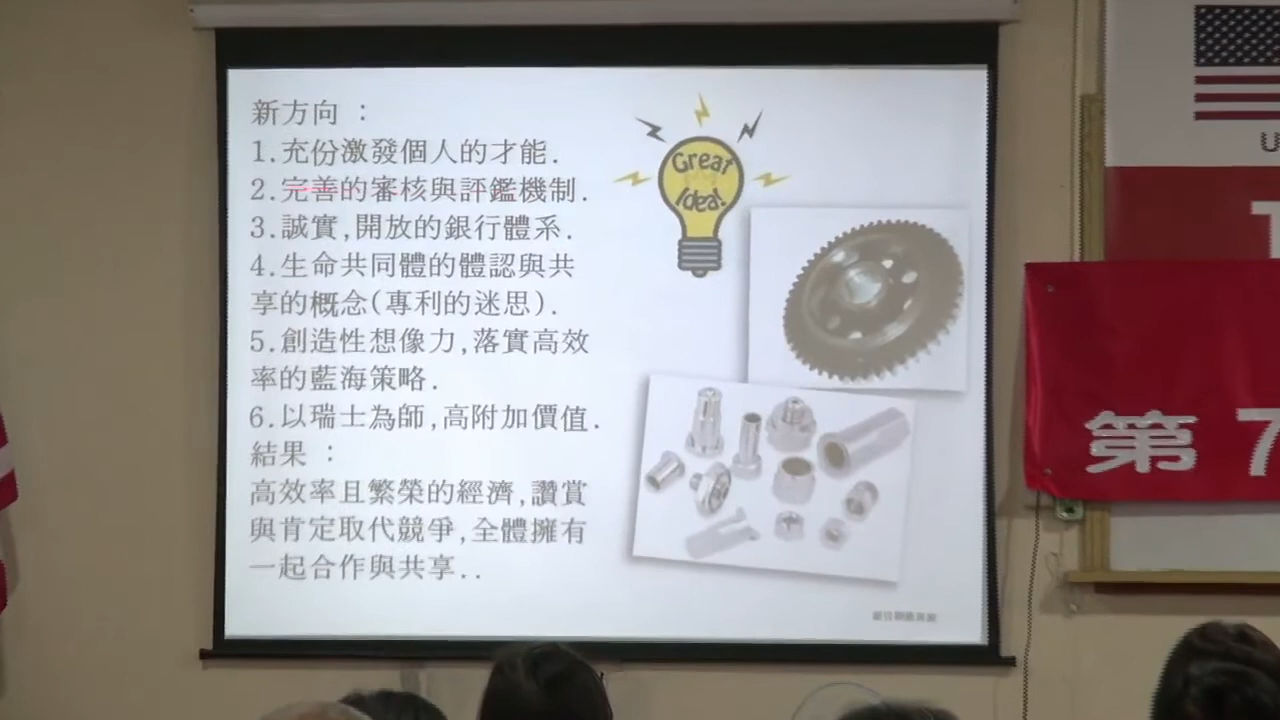 新方向 :
1.充份激發個人的才能.
2.完善的審核與評鑑機制.
3.誠實,開放的銀行體系.
4.生命共同體的體認與共
享的概念(專利的迷思).
5.創造性想像力,落實高效
率的藍海策略.
6.以瑞士為師,高附加價值.
結果 :
高效率且繁榮的經濟,讚賞
與肯定取代競爭,全體擁有
一起合作與共享..
Great
Idea!
U
第 7